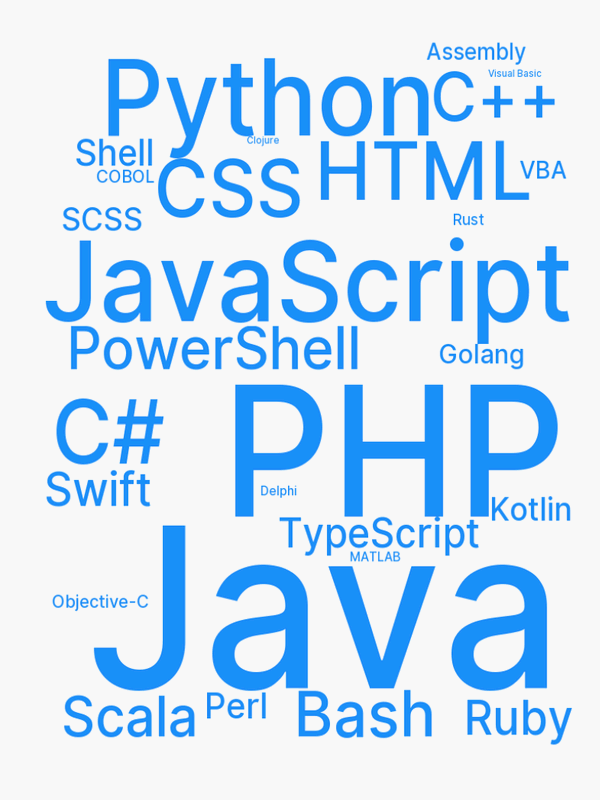 Assembly
Visual Basic
Python
C++
Clojure
Shell
COBOL
CSS
HTML
VBA
SCSS
Rust
JavaScript
PowerShell
Golang
C#
PHP
Swift
Delphi
Kotlin
TypeScript
MATLAB
Java
Objective-C
Scala
Perl
Bash
Ruby